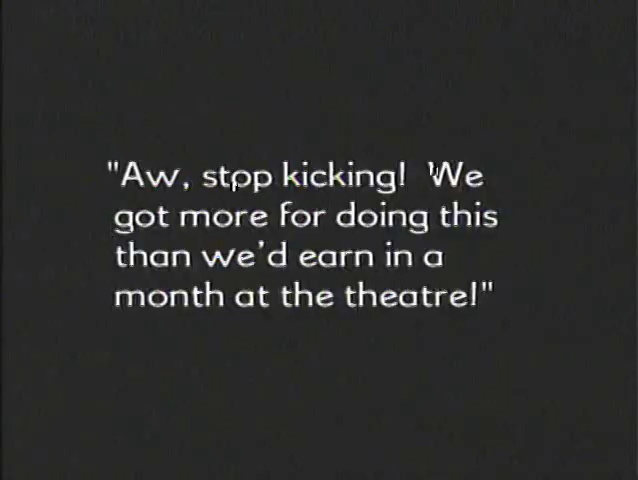 "Aw, stop kicking!  We
got more for doing this
than we'd earn in a
month at the theatre!"